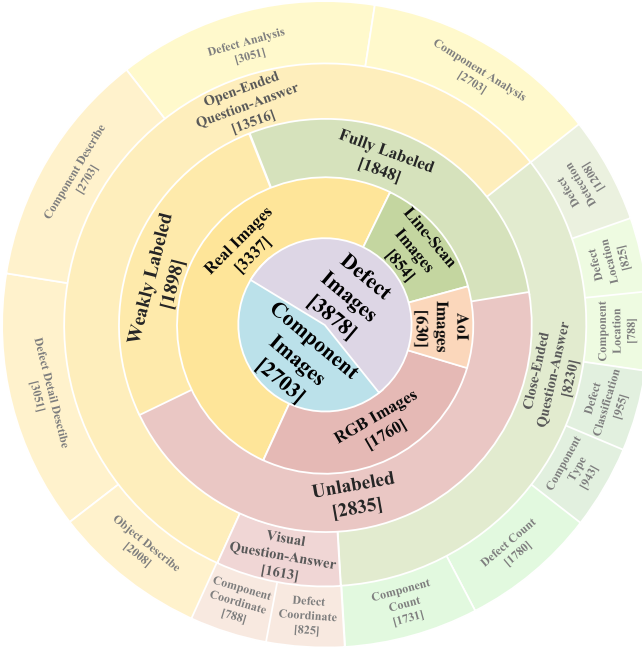 Defect Analysis
[3051]
Component Analysis
[2703]
Component Describe
[2703]
Open-Ended
Question-Answer
[13516]
Defect
Detection
[1208]
Fully Labeled
[1848]
Defect
Location
[825]
Weakly Labeled
[1898]
Real Images
[3337]
Line-Scan
Images
[854]
Defect
Images
[3878]
AoI
Images
[630]
Component
Location
[788]
Component
Images
[2703]
Close-Ended
Question-Answer
[8230]
Defect
Classification
[955]
Defect Detail Describe
[3051]
RGB Images
[1760]
Component
Type
[943]
Unlabeled
[2835]
Object Describe
[2008]
Visual
Question-Answer
[1613]
Defect Count
[1780]
Component
Coordinate
[788]
Defect
Coordinate
[825]
Component
Count
[1731]